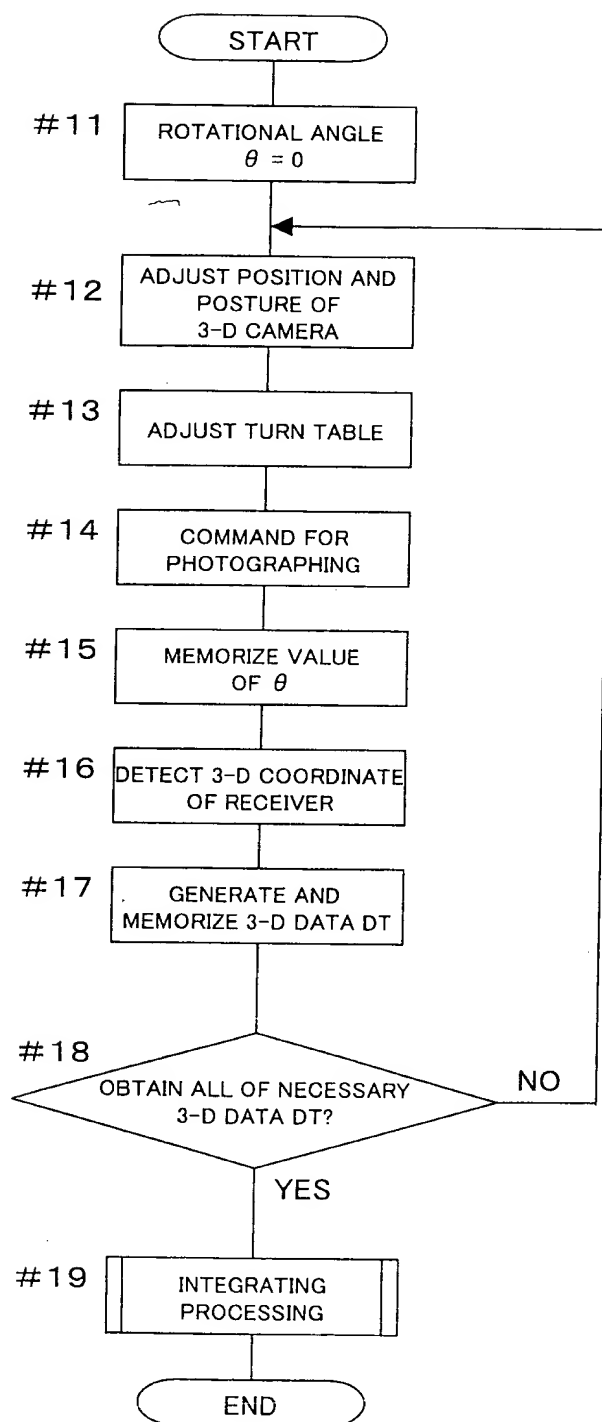 START
#11
ROTATIONAL ANGLE
θ = 0
#12
ADJUST POSITION AND
POSTURE OF
3-D CAMERA
#13
ADJUST TURN TABLE
#14
COMMAND FOR
PHOTOGRAPHING
#15
MEMORIZE VALUE
OF θ
#16
DETECT 3-D COORDINATE
OF RECEIVER
#17
GENERATE AND
MEMORIZE 3-D DATA DT
#18
OBTAIN ALL OF NECESSARY
3-D DATA DT?
NO
YES
#19
INTEGRATING
PROCESSING
END